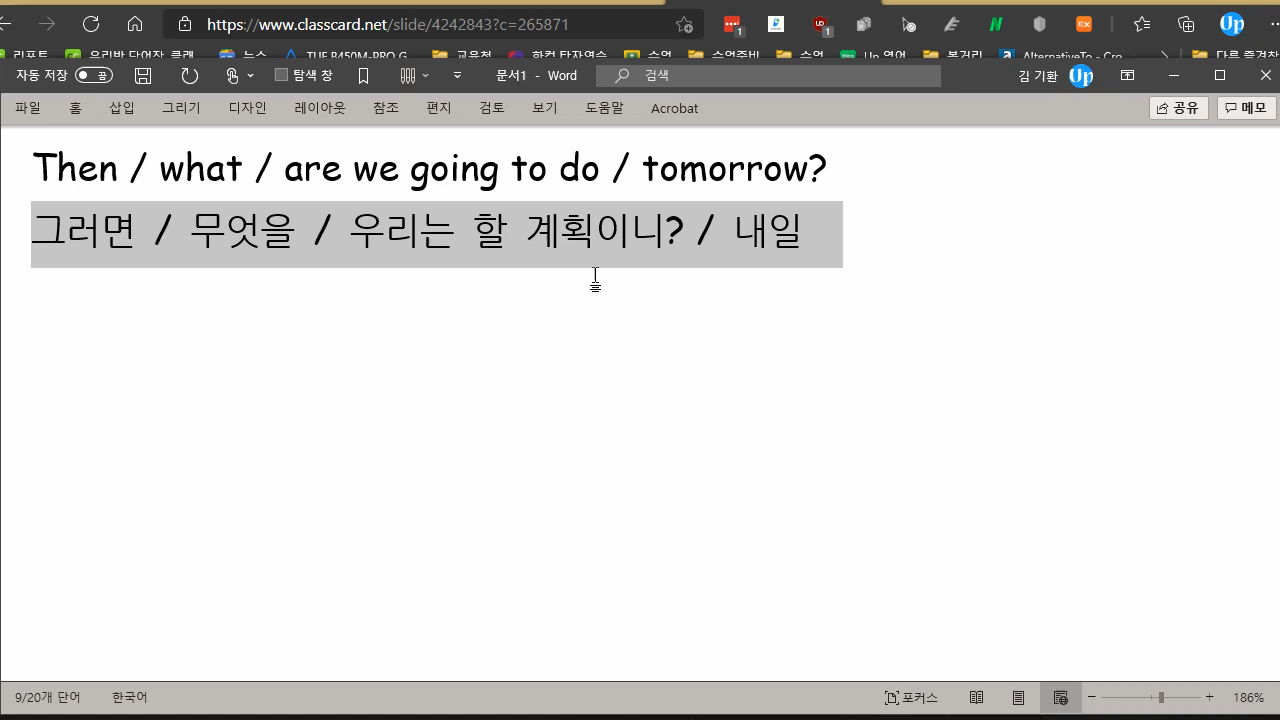 https://www.classcard.net/slide/4242843?c=265871
자동 저장 끔 탐색 창 문서1 - Word 검색 김 기환 Up
파일 홈 삽입 그리기 디자인 레이아웃 참조 편지 검토 보기 도움말 Acrobat 공유 메모
Then / what / are we going to do / tomorrow?
그러면 / 무엇을 / 우리는 할 계획이니? / 내일
9/20개 단어 한국어 포커스 186%